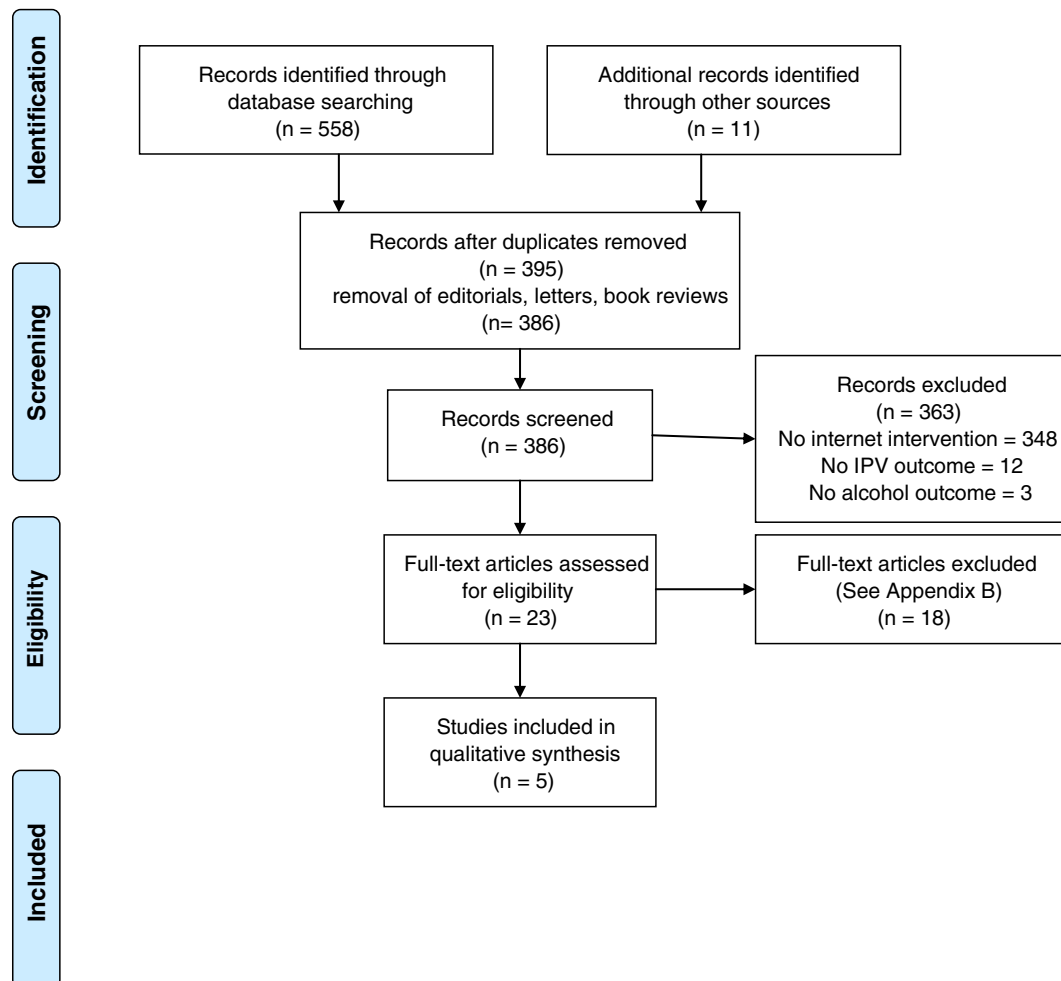 Identification
Records identified through
database searching
(n = 558)
Additional records identified
through other sources
(n = 11)
Records after duplicates removed
(n = 395)
removal of editorials, letters, book reviews
(n= 386)
Screening
Records screened
(n = 386)
Records excluded
(n = 363)
No internet intervention = 348
No IPV outcome = 12
No alcohol outcome = 3
Eligibility
Full-text articles assessed
for eligibility
(n = 23)
Full-text articles excluded
(See Appendix B)
(n = 18)
Studies included in
qualitative synthesis
(n = 5)
Included